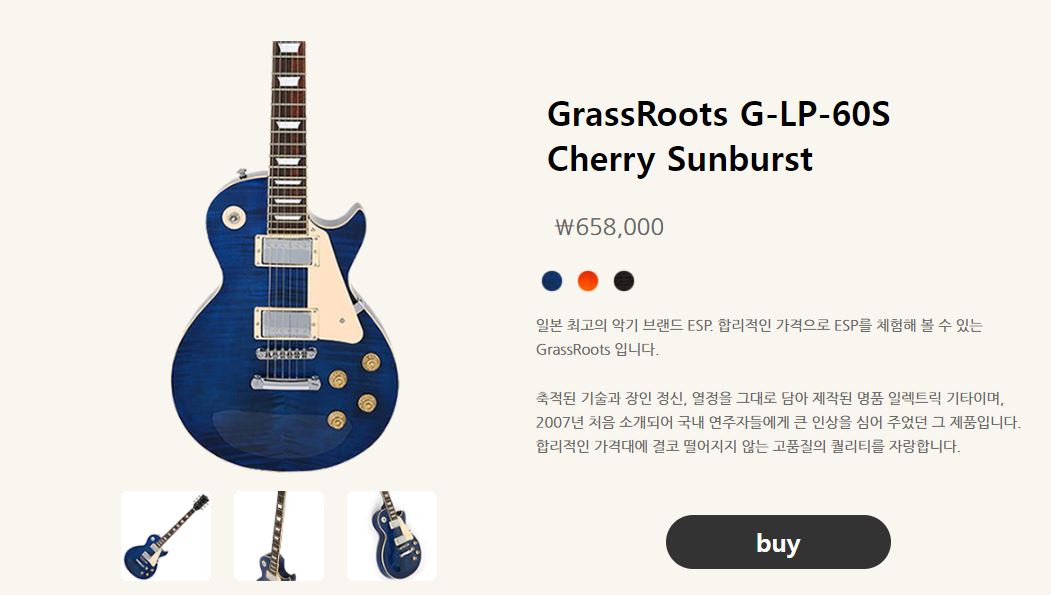 GrassRoots G-LP-60S
Cherry Sunburst
₩658,000
일본 최고의 악기 브랜드 ESP. 합리적인 가격으로 ESP를 체험해 볼 수 있는
GrassRoots 입니다.
축적된 기술과 장인 정신, 열정을 그대로 담아 제작된 명품 일렉트릭 기타이며,
2007년 처음 소개되어 국내 연주자들에게 큰 인상을 심어 주었던 그 제품입니다.
합리적인 가격대에 결코 떨어지지 않는 고품질의 퀄리티를 자랑합니다.
buy